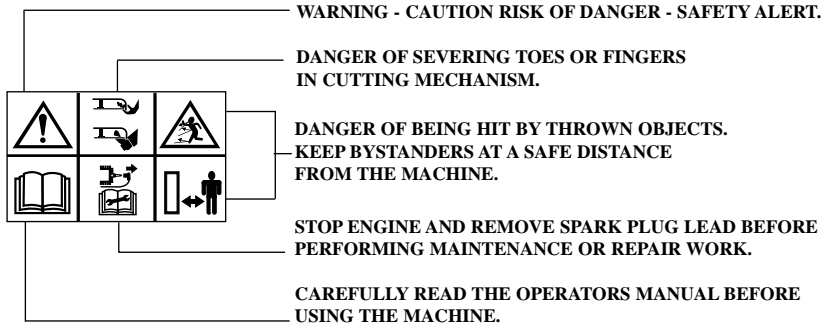 WARNING - CAUTION RISK OF DANGER - SAFETY ALERT.
DANGER OF SEVERING TOES OR FINGERS
IN CUTTING MECHANISM.
DANGER OF BEING HIT BY THROWN OBJECTS.
KEEP BYSTANDERS AT A SAFE DISTANCE
FROM THE MACHINE.
STOP ENGINE AND REMOVE SPARK PLUG LEAD BEFORE
PERFORMING MAINTENANCE OR REPAIR WORK.
CAREFULLY READ THE OPERATORS MANUAL BEFORE
USING THE MACHINE.